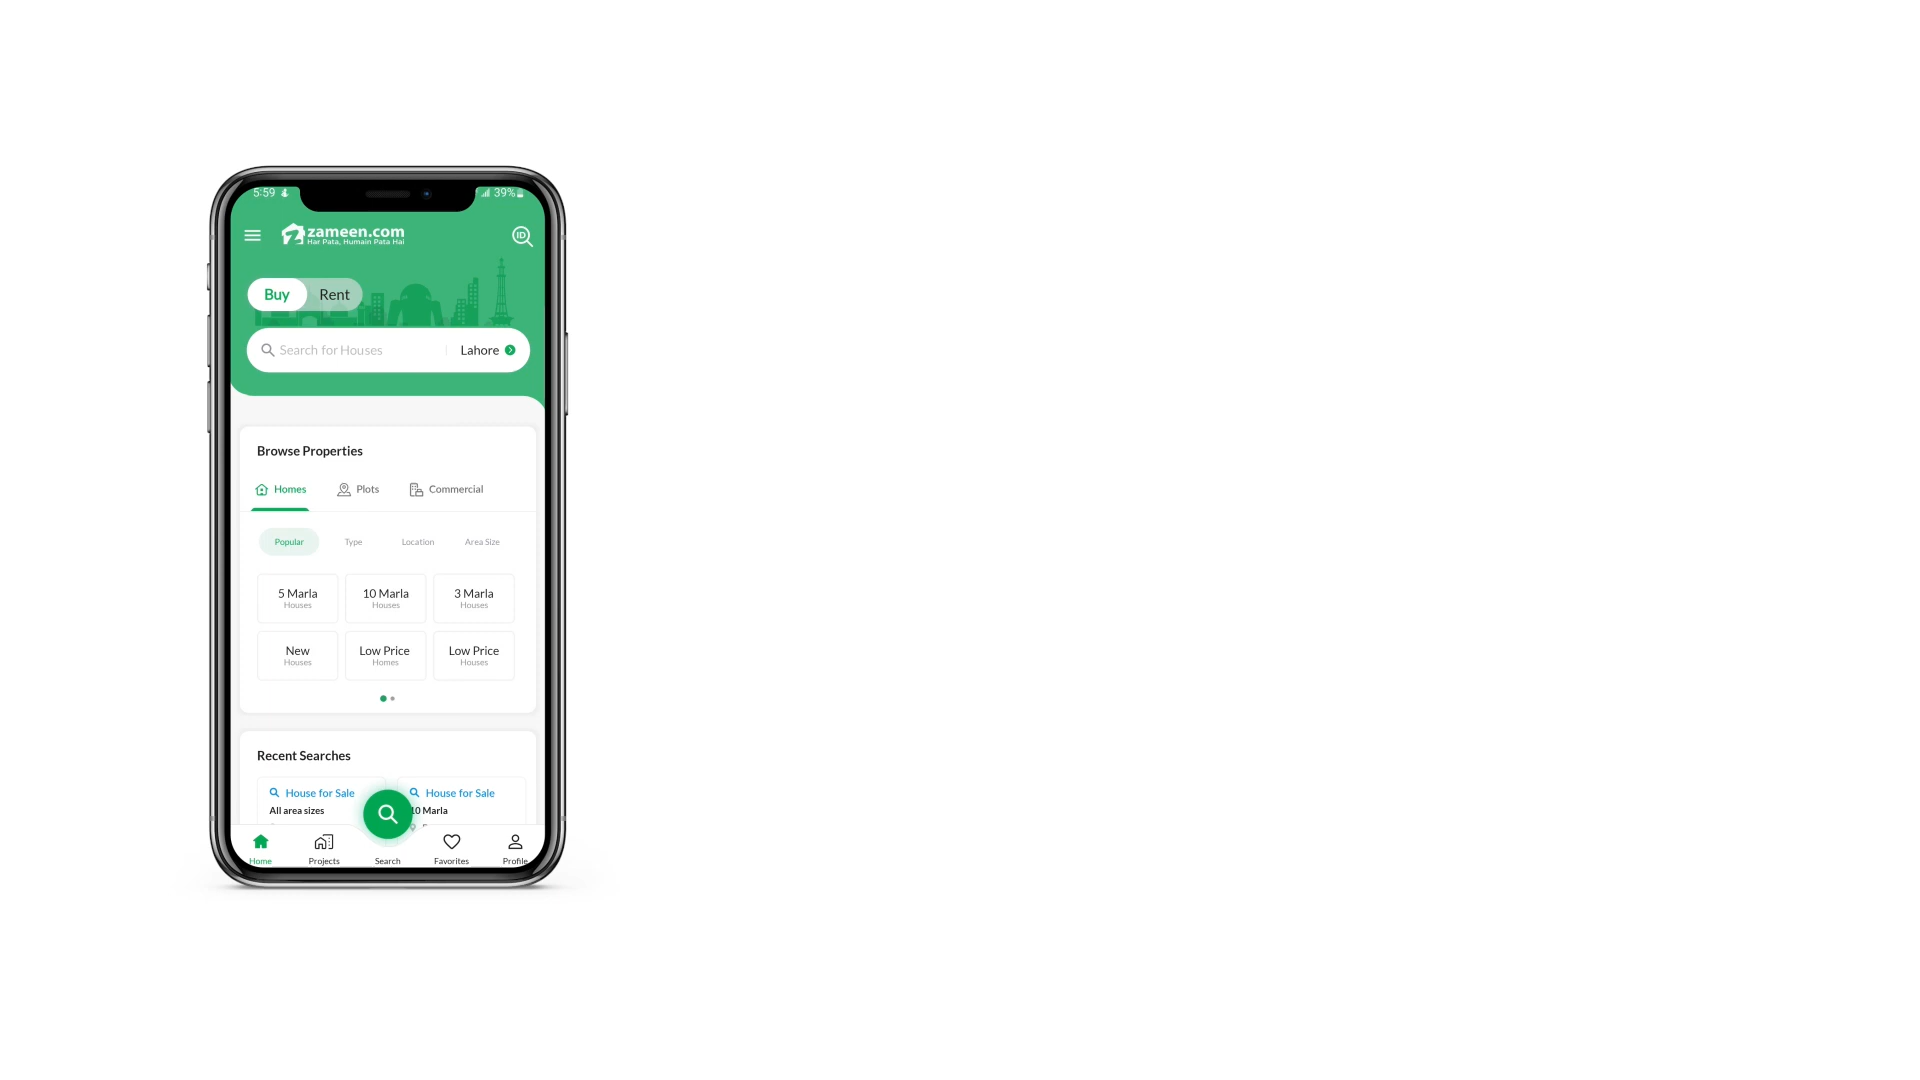 5:59
39%
zameen.com
Har Pata, Humain Pata Hai
ID
Buy
Rent
Search for Houses
Lahore
Browse Properties
Homes
Plots
Commercial
Popular
Type
Location
Area Size
5 Marla
Houses
10 Marla
Houses
3 Marla
Houses
New
Houses
Low Price
Homes
Low Price
Houses
Recent Searches
House for Sale
All area sizes
House for Sale
10 Marla
Home
Projects
Search
Favorites
Profile